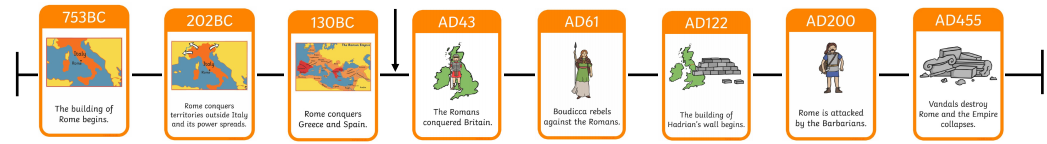 753BC
Italy
Rome
The building of
Rome begins.
202BC
Italy
Rome
Rome conquers
territories outside Italy
and its power spreads.
130BC
Rome conquers
Greece and Spain.
AD43
The Romans
conquered Britain.
AD61
Boudicca rebels
against the Romans.
AD122
The building of
Hadrian's wall begins.
AD200
Rome is attacked
by the Barbarians.
AD455
Vandals destroy
Rome and the Empire
collapses.